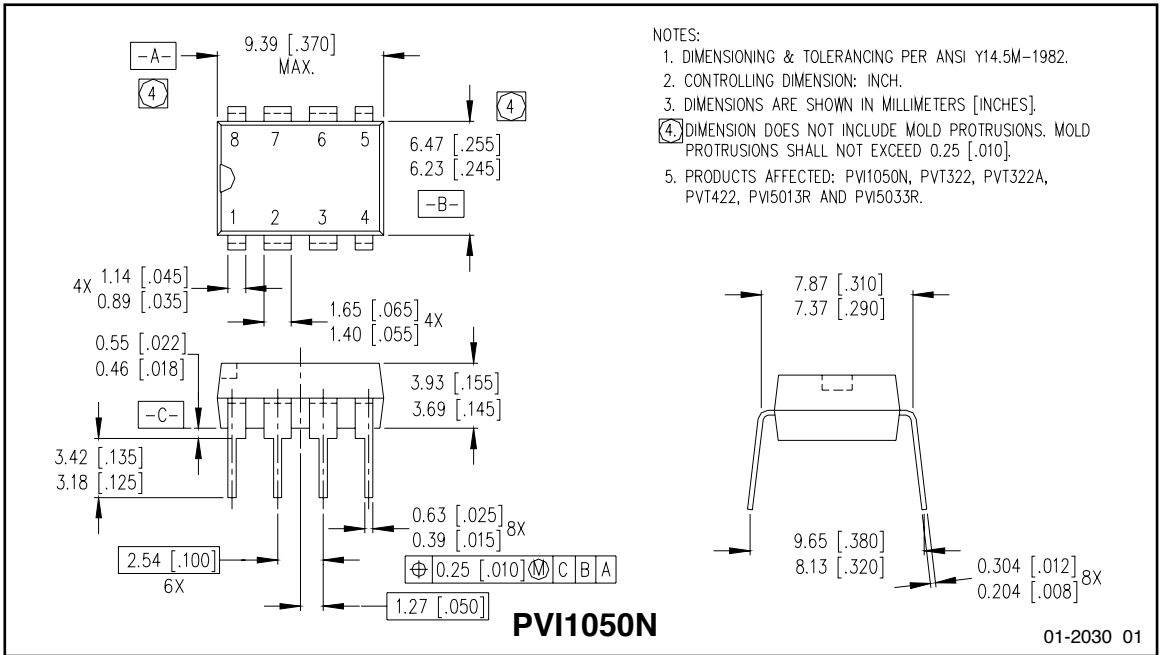 NOTES:
1. DIMENSIONING & TOLERANCING PER ANSI Y14.5M-1982.
2. CONTROLLING DIMENSION: INCH.
3. DIMENSIONS ARE SHOWN IN MILLIMETERS [INCHES].
4. DIMENSION DOES NOT INCLUDE MOLD PROTRUSIONS. MOLD
PROTRUSIONS SHALL NOT EXCEED 0.25 [.010].
5. PRODUCTS AFFECTED: PVI1050N, PVT322, PVT322A,
PVT422, PVI5013R AND PVI5033R.
-A-
9.39 [.370]
MAX.
4
4
8 7 6 5
6.47 [.255]
6.23 [.245]
-B-
1 2 3 4
4X 1.14 [.045]
0.89 [.035]
1.65 [.065] 4X
1.40 [.055]
0.55 [.022]
0.46 [.018]
3.93 [.155]
3.69 [.145]
-C-
3.42 [.135]
3.18 [.125]
0.63 [.025] 8X
0.39 [.015]
2.54 [.100]
6X
⌖ 0.25 [.010] Ⓜ C B A
1.27 [.050]
7.87 [.310]
7.37 [.290]
9.65 [.380]
8.13 [.320]
0.304 [.012] 8X
0.204 [.008]
PVI1050N
01-2030 01